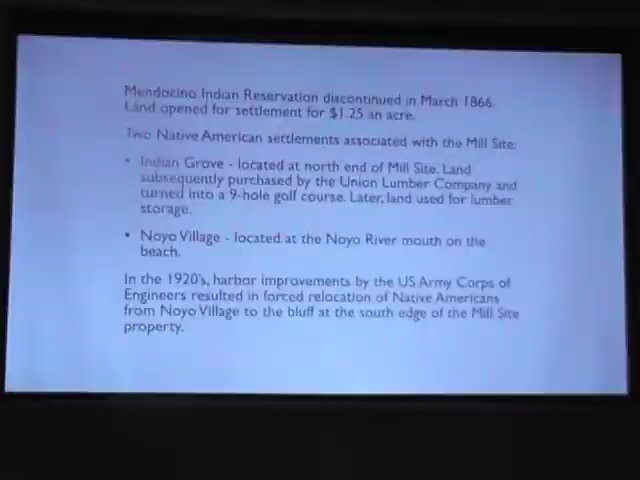 Mendocino Indian Reservation discontinued in March 1866.
Land opened for settlement for $1.25 an acre.
Two Native American settlements associated with the Mill Site:
• Indian Grove - located at north end of Mill Site. Land
subsequently purchased by the Union Lumber Company and
turned into a 9-hole golf course. Later, land used for lumber
storage.
• Noyo Village - located at the Noyo River mouth on the
beach.
In the 1920's, harbor improvements by the US Army Corps of
Engineers resulted in forced relocation of Native Americans
from Noyo Village to the bluff at the south edge of the Mill Site
property.